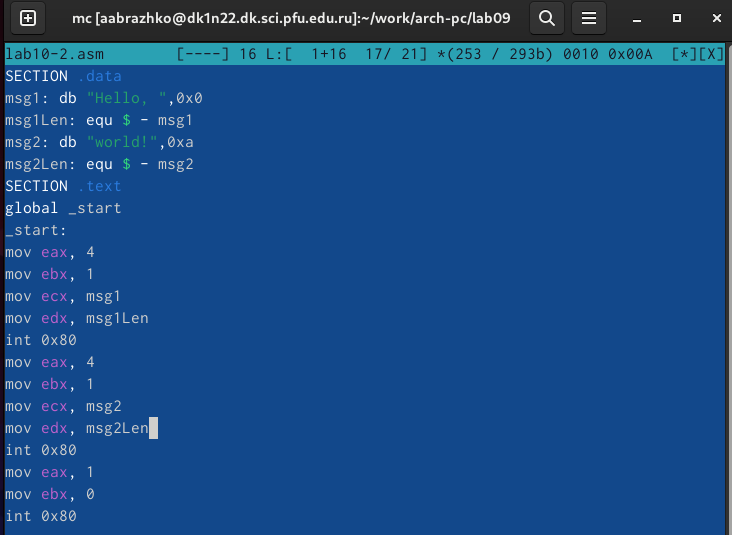 mc [aabrazhko@dk1n22.dk.sci.pfu.edu.ru]:~/work/arch-pc/lab09
lab10-2.asm [----] 16 L:[ 1+16 17/ 21] *(253 / 293b) 0010 0x00A [*][X]
SECTION .data
msg1: db "Hello, ",0x0
msg1Len: equ $ - msg1
msg2: db "world!",0xa
msg2Len: equ $ - msg2
SECTION .text
global _start
_start:
mov eax, 4
mov ebx, 1
mov ecx, msg1
mov edx, msg1Len
int 0x80
mov eax, 4
mov ebx, 1
mov ecx, msg2
mov edx, msg2Len
int 0x80
mov eax, 1
mov ebx, 0
int 0x80